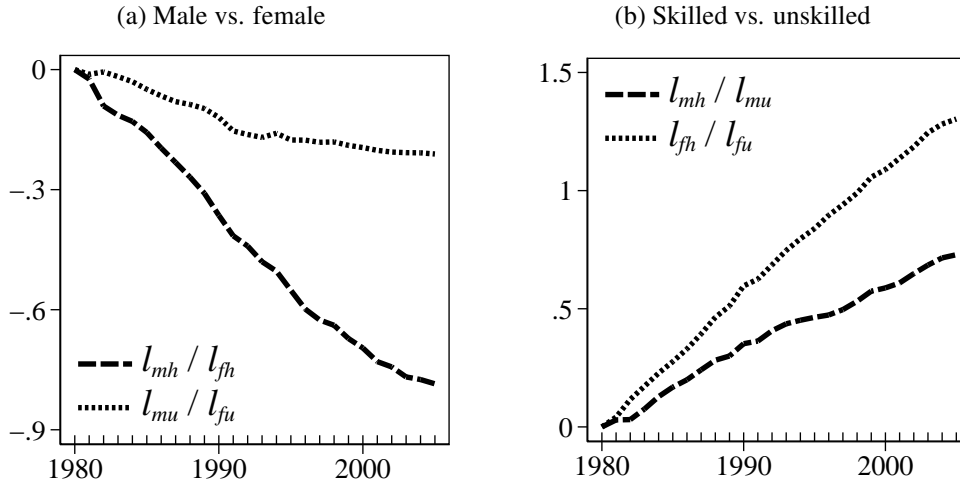 (a) Male vs. female
0
−.3
−.6
−.9
1980 1990 2000
l_mh / l_fh
l_mu / l_fu
(b) Skilled vs. unskilled
1.5
1
.5
0
1980 1990 2000
l_mh / l_mu
l_fh / l_fu